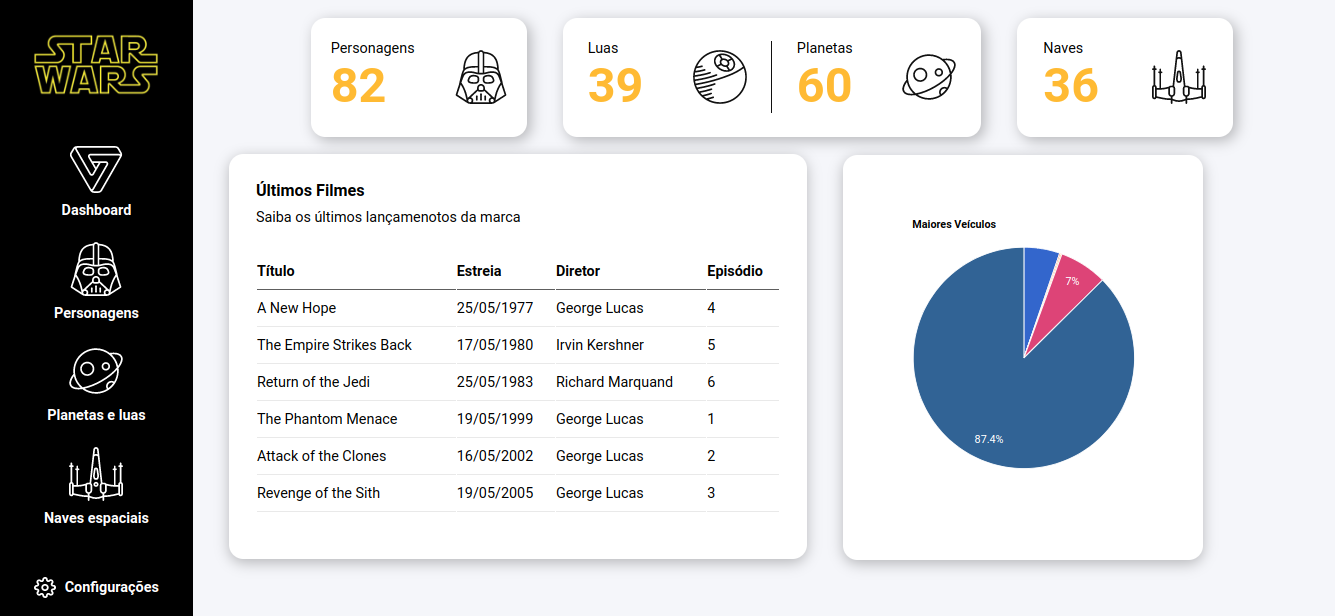 STAR
WARS
Dashboard
Personagens
Planetas e luas
Naves espaciais
Configurações
Personagens
82
Luas
39
Planetas
60
Naves
36
Últimos Filmes
Saiba os últimos lançamenotos da marca
Título Estreia Diretor Episódio
A New Hope 25/05/1977 George Lucas 4
The Empire Strikes Back 17/05/1980 Irvin Kershner 5
Return of the Jedi 25/05/1983 Richard Marquand 6
The Phantom Menace 19/05/1999 George Lucas 1
Attack of the Clones 16/05/2002 George Lucas 2
Revenge of the Sith 19/05/2005 George Lucas 3
Maiores Veículos
7%
87.4%